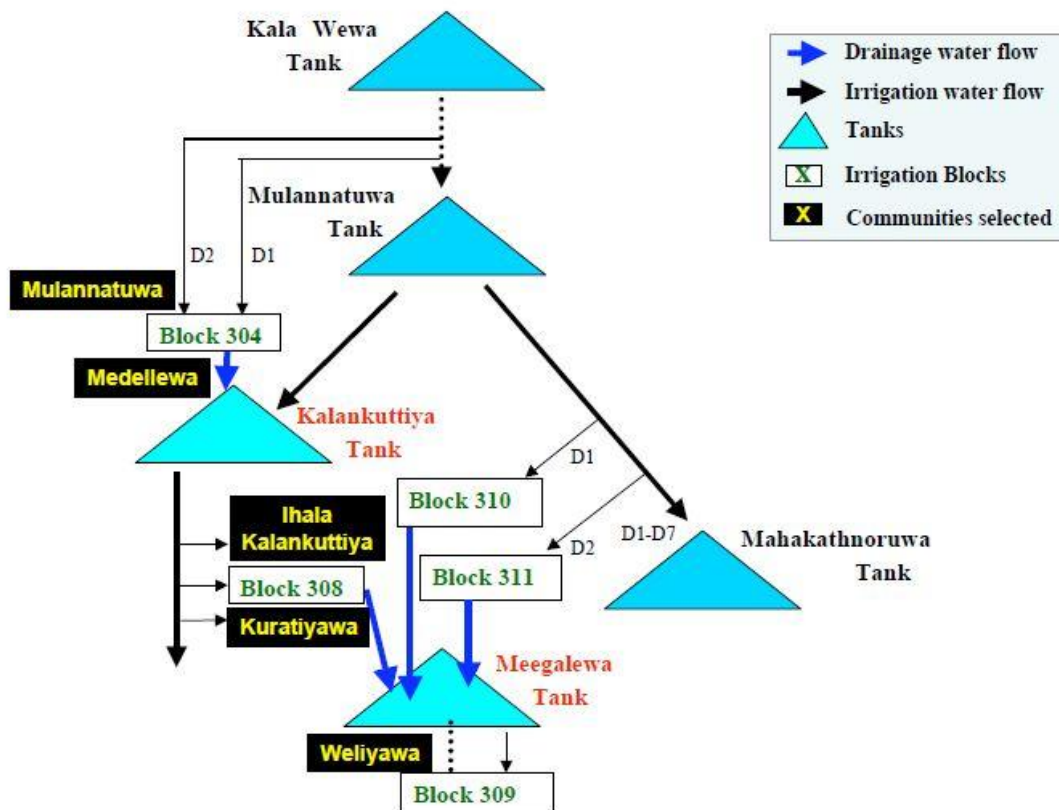 Kala Wewa
Tank
Drainage water flow
Irrigation water flow
Tanks
X Irrigation Blocks
X Communities selected
Mulannatuwa
Tank
D2
D1
Mulannatuwa
Block 304
Medellewa
Kalankuttiya
Tank
D1
Block 310
Ihala
Kalankuttiya
D2
D1-D7
Mahakathnoruwa
Tank
Block 311
Block 308
Kuratiyawa
Meegalewa
Tank
Weliyawa
Block 309